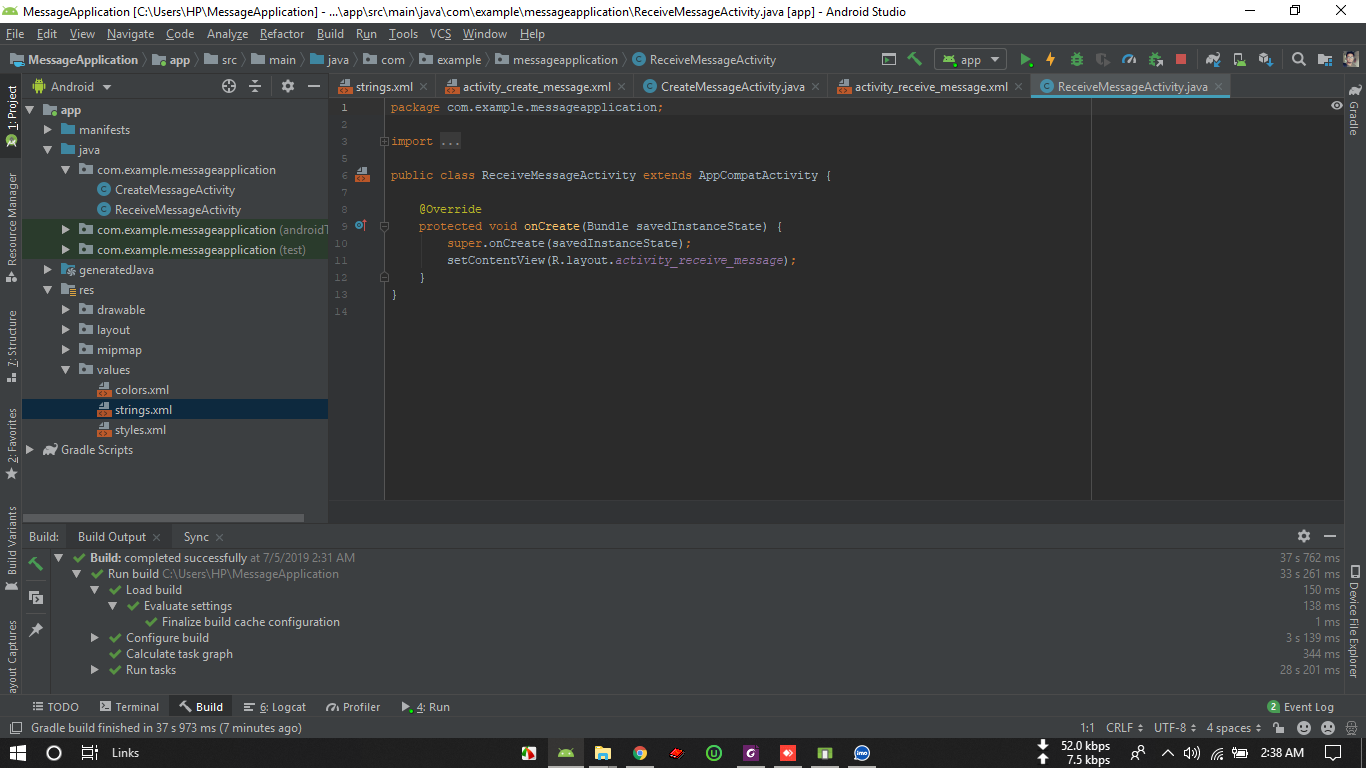 MessageApplication [C:\Users\HP\MessageApplication] - ...\app\src\main\java\com\example\messageapplication\ReceiveMessageActivity.java [app] - Android Studio
File Edit View Navigate Code Analyze Refactor Build Run Tools VCS Window Help
MessageApplication app src main java com example messageapplication ReceiveMessageActivity app
Android strings.xml activity_create_message.xml CreateMessageActivity.java activity_receive_message.xml ReceiveMessageActivity.java
1: Project
Resource Manager
7: Structure
2: Favorites
Build Variants
ayout Captures
app
manifests
java
com.example.messageapplication
CreateMessageActivity
ReceiveMessageActivity
com.example.messageapplication (androidT
com.example.messageapplication (test)
generatedJava
res
drawable
layout
mipmap
values
colors.xml
strings.xml
styles.xml
Gradle Scripts
1 package com.example.messageapplication;
2
3 import ...
5
6 public class ReceiveMessageActivity extends AppCompatActivity {
7
8 @Override
9 protected void onCreate(Bundle savedInstanceState) {
10 super.onCreate(savedInstanceState);
11 setContentView(R.layout.activity_receive_message);
12 }
13 }
14
Gradle
Device File Explorer
Build: Build Output Sync
Build: completed successfully at 7/5/2019 2:31 AM 37 s 762 ms
Run build C:\Users\HP\MessageApplication 33 s 261 ms
Load build 150 ms
Evaluate settings 138 ms
Finalize build cache configuration 1 ms
Configure build 3 s 139 ms
Calculate task graph 344 ms
Run tasks 28 s 201 ms
TODO Terminal Build 6: Logcat Profiler 4: Run 2 Event Log
Gradle build finished in 37 s 973 ms (7 minutes ago) 1:1 CRLF UTF-8 4 spaces
Links imo 52.0 kbps 7.5 kbps 2:38 AM